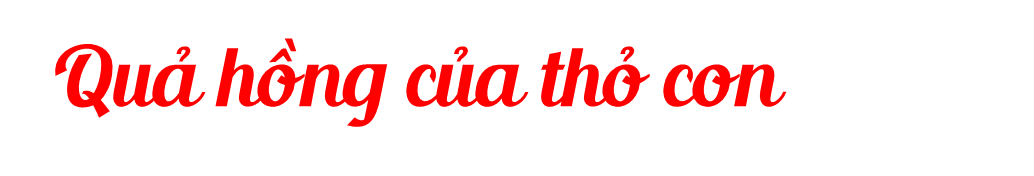 Quả hồng của thỏ con